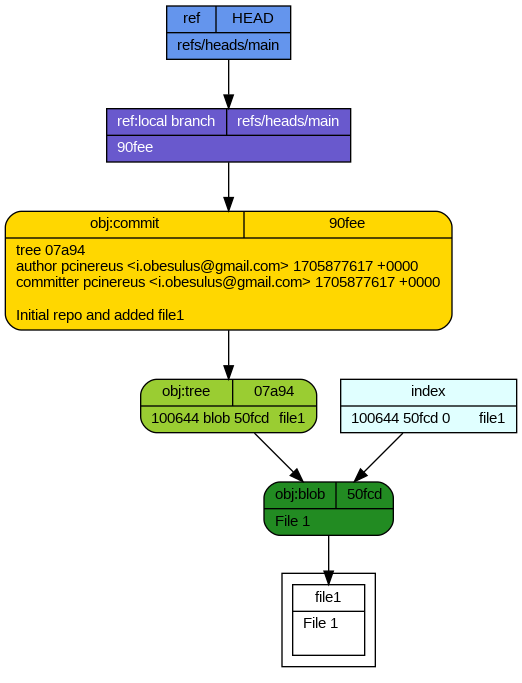 ref HEAD
refs/heads/main
ref:local branch refs/heads/main
90fee
obj:commit 90fee
tree 07a94
author pcinereus <i.obesulus@gmail.com> 1705877617 +0000
committer pcinereus <i.obesulus@gmail.com> 1705877617 +0000
Initial repo and added file1
obj:tree 07a94
100644 blob 50fcd file1
index
100644 50fcd 0 file1
obj:blob 50fcd
File 1
file1
File 1